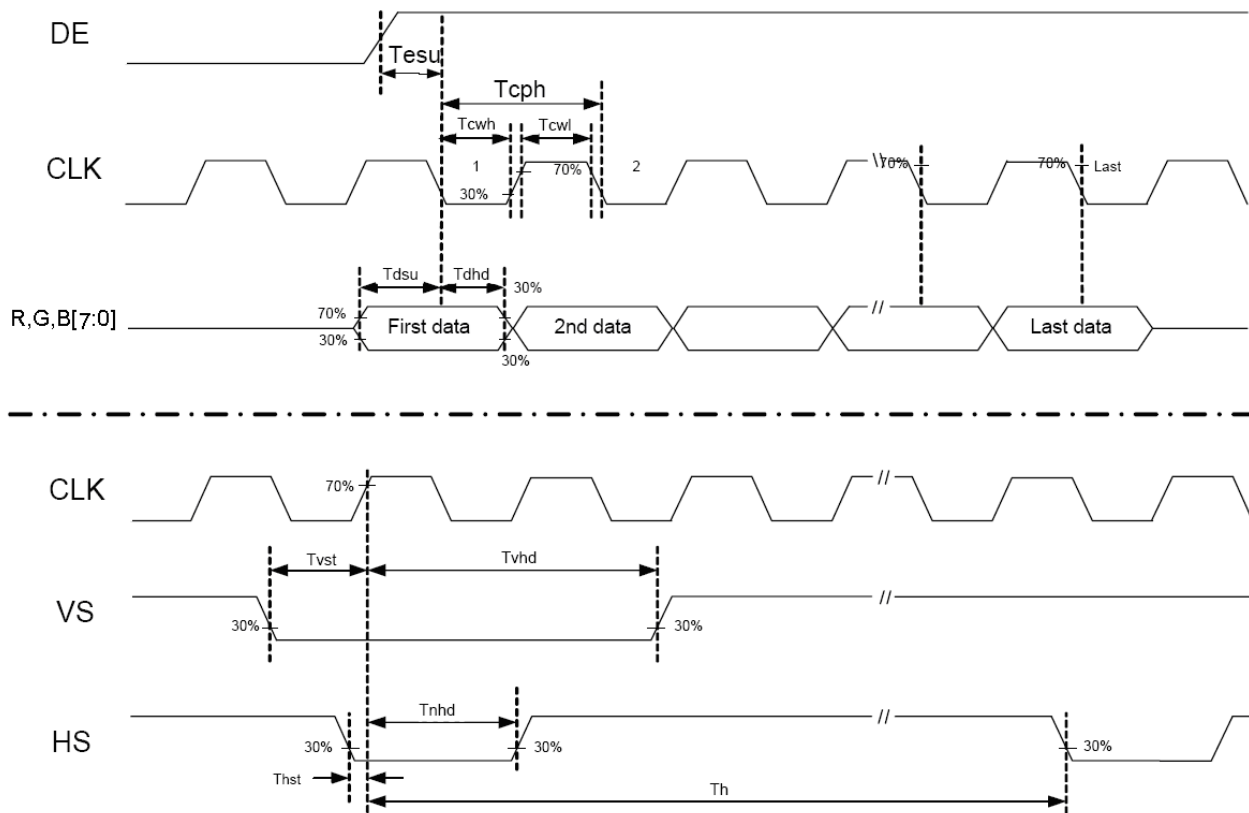 DE
Tesu
Tcph
Tcwh
Tcwl
CLK
1
70%
2
30%
\\
70%
70%
Last
Tdsu
Tdhd
30%
R,G,B[7:0]
70%
30%
First data
2nd data
//
Last data
30%
CLK
70%
//
Tvst
Tvhd
VS
30%
30%
//
Tnhd
HS
30%
30%
//
30%
Thst
Th